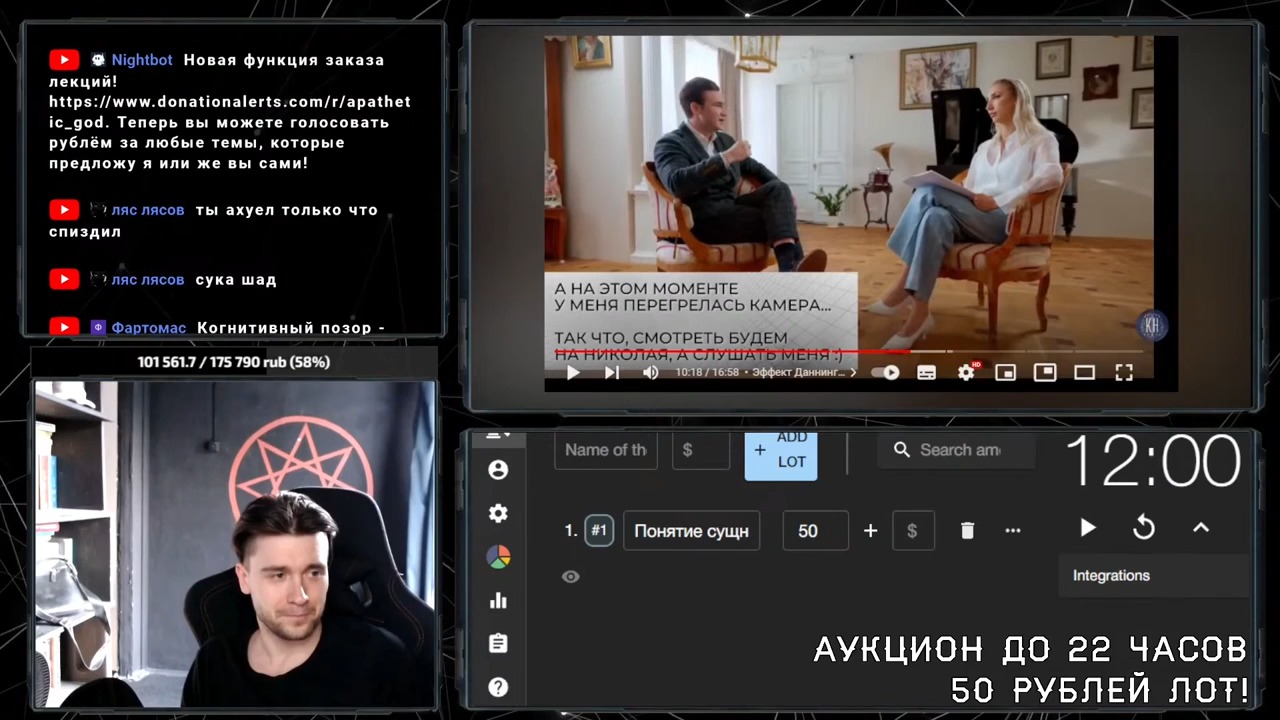 Nightbot Новая функция заказа
лекций!
https://www.donationalerts.com/r/apathet
ic_god. Теперь вы можете голосовать
рублём за любые темы, которые
предложу я или же вы сами!
ляс лясов ты ахуел только что
спиздил
ляс лясов сука шад
Фартомас Когнитивный позор -
101 561.7 / 175 790 rub (58%)
А НА ЭТОМ МОМЕНТЕ
У МЕНЯ ПЕРЕГРЕЛАСЬ КАМЕРА...
ТАК ЧТО, СМОТРЕТЬ БУДЕМ
НА НИКОЛАЯ, А СЛУШАТЬ МЕНЯ :)
КН
10:18 / 16:58 • Эффект Даннинг...
HD
Name of th
$
+ ADD
LOT
Search am
12:00
1. #1 Понятие сущн 50 + $
Integrations
АУКЦИОН ДО 22 ЧАСОВ
50 РУБЛЕЙ ЛОТ!